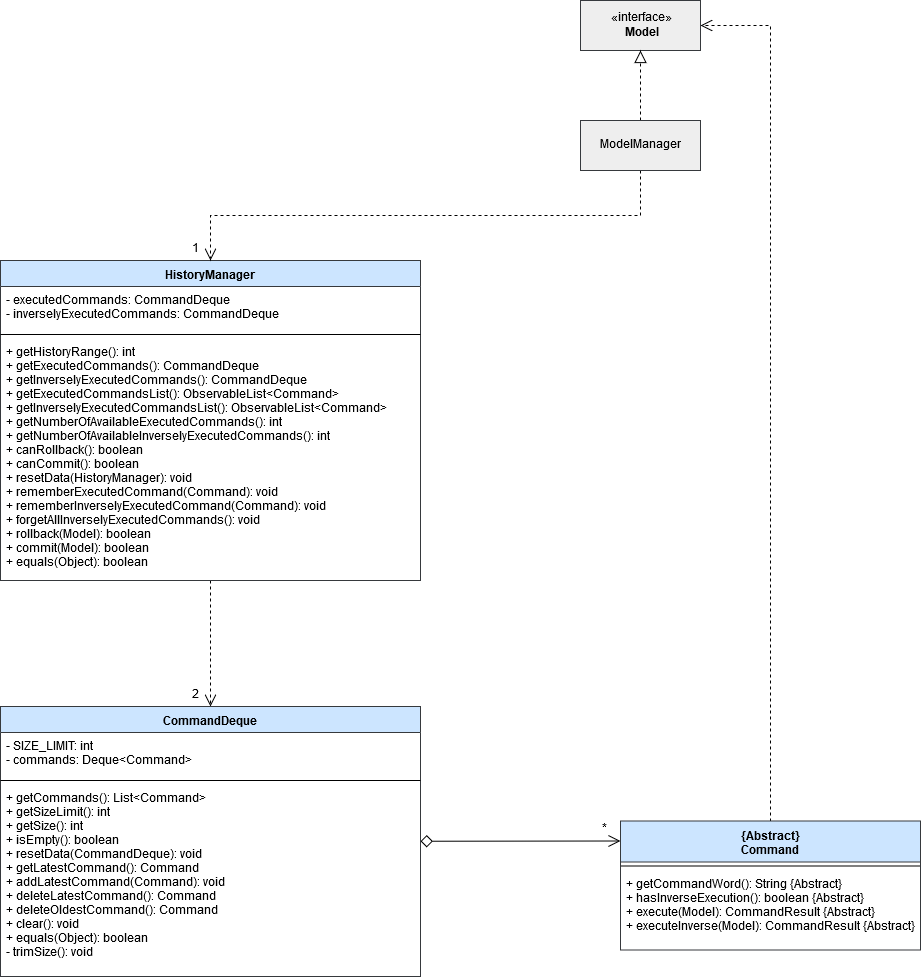 «interface»
Model
ModelManager
1
HistoryManager
- executedCommands: CommandDeque
- inverselyExecutedCommands: CommandDeque
+ getHistoryRange(): int
+ getExecutedCommands(): CommandDeque
+ getInverselyExecutedCommands(): CommandDeque
+ getExecutedCommandsList(): ObservableList<Command>
+ getInverselyExecutedCommandsList(): ObservableList<Command>
+ getNumberOfAvailableExecutedCommands(): int
+ getNumberOfAvailableInverselyExecutedCommands(): int
+ canRollback(): boolean
+ canCommit(): boolean
+ resetData(HistoryManager): void
+ rememberExecutedCommand(Command): void
+ rememberInverselyExecutedCommand(Command): void
+ forgetAllInverselyExecutedCommands(): void
+ rollback(Model): boolean
+ commit(Model): boolean
+ equals(Object): boolean
2
CommandDeque
- SIZE_LIMIT: int
- commands: Deque<Command>
+ getCommands(): List<Command>
+ getSizeLimit(): int
+ getSize(): int
+ isEmpty(): boolean
+ resetData(CommandDeque): void
+ getLatestCommand(): Command
+ addLatestCommand(Command): void
+ deleteLatestCommand(): Command
+ deleteOldestCommand(): Command
+ clear(): void
+ equals(Object): boolean
- trimSize(): void
*
{Abstract}
Command
+ getCommandWord(): String {Abstract}
+ hasInverseExecution(): boolean {Abstract}
+ execute(Model): CommandResult {Abstract}
+ executeInverse(Model): CommandResult {Abstract}